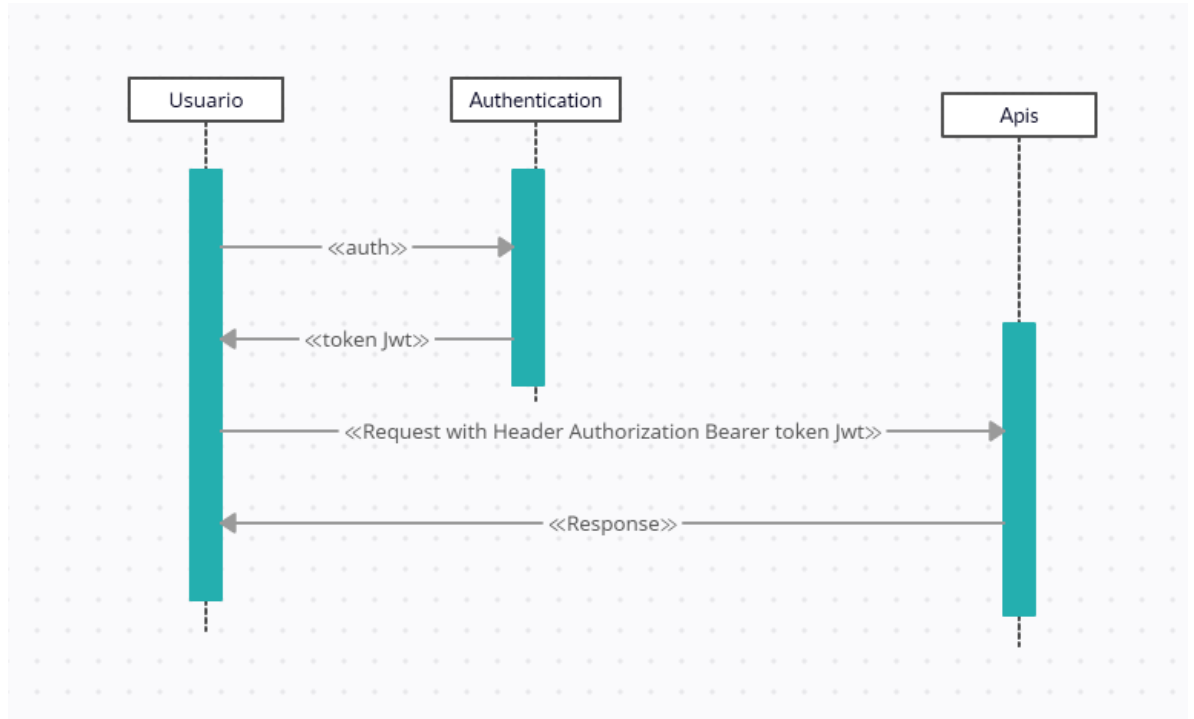 Usuario
Authentication
Apis
≪auth≫
≪token Jwt≫
≪Request with Header Authorization Bearer token Jwt≫
≪Response≫